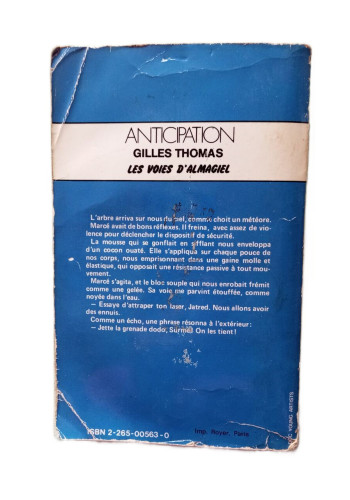 ANTICIPATION
GILLES THOMAS
LES VOIES D'ALMAGIEL
L'arbre arriva sur nous du ciel, comme choit un météore.
Marcé avait de bons réflexes. Il freina, avec assez de vio-
lence pour déclencher le dispositif de sécurité.
La mousse qui se gonflait en sifflant nous enveloppa
d'un cocon ouaté. Elle s'appliqua sur chaque pouce de
nos corps, nous emprisonnant dans une gaine molle et
élastique, qui opposait une résistance passive à tout mou-
vement.
Marcé s'agita, et le bloc souple qui nous enrobait frémit
comme une gelée. Sa voix me parvint étouffée, comme
noyée dans l'eau.
— Essaye d'attraper ton laser, Jatred. Nous allons avoir
des ennuis.
Comme un écho, une phrase résonna à l'extérieur:
— Jette la grenade dodo, Surmel! On les tient!
YOUNG ARTISTS
ISBN 2-265-00563-0
Imp. Royer, Paris